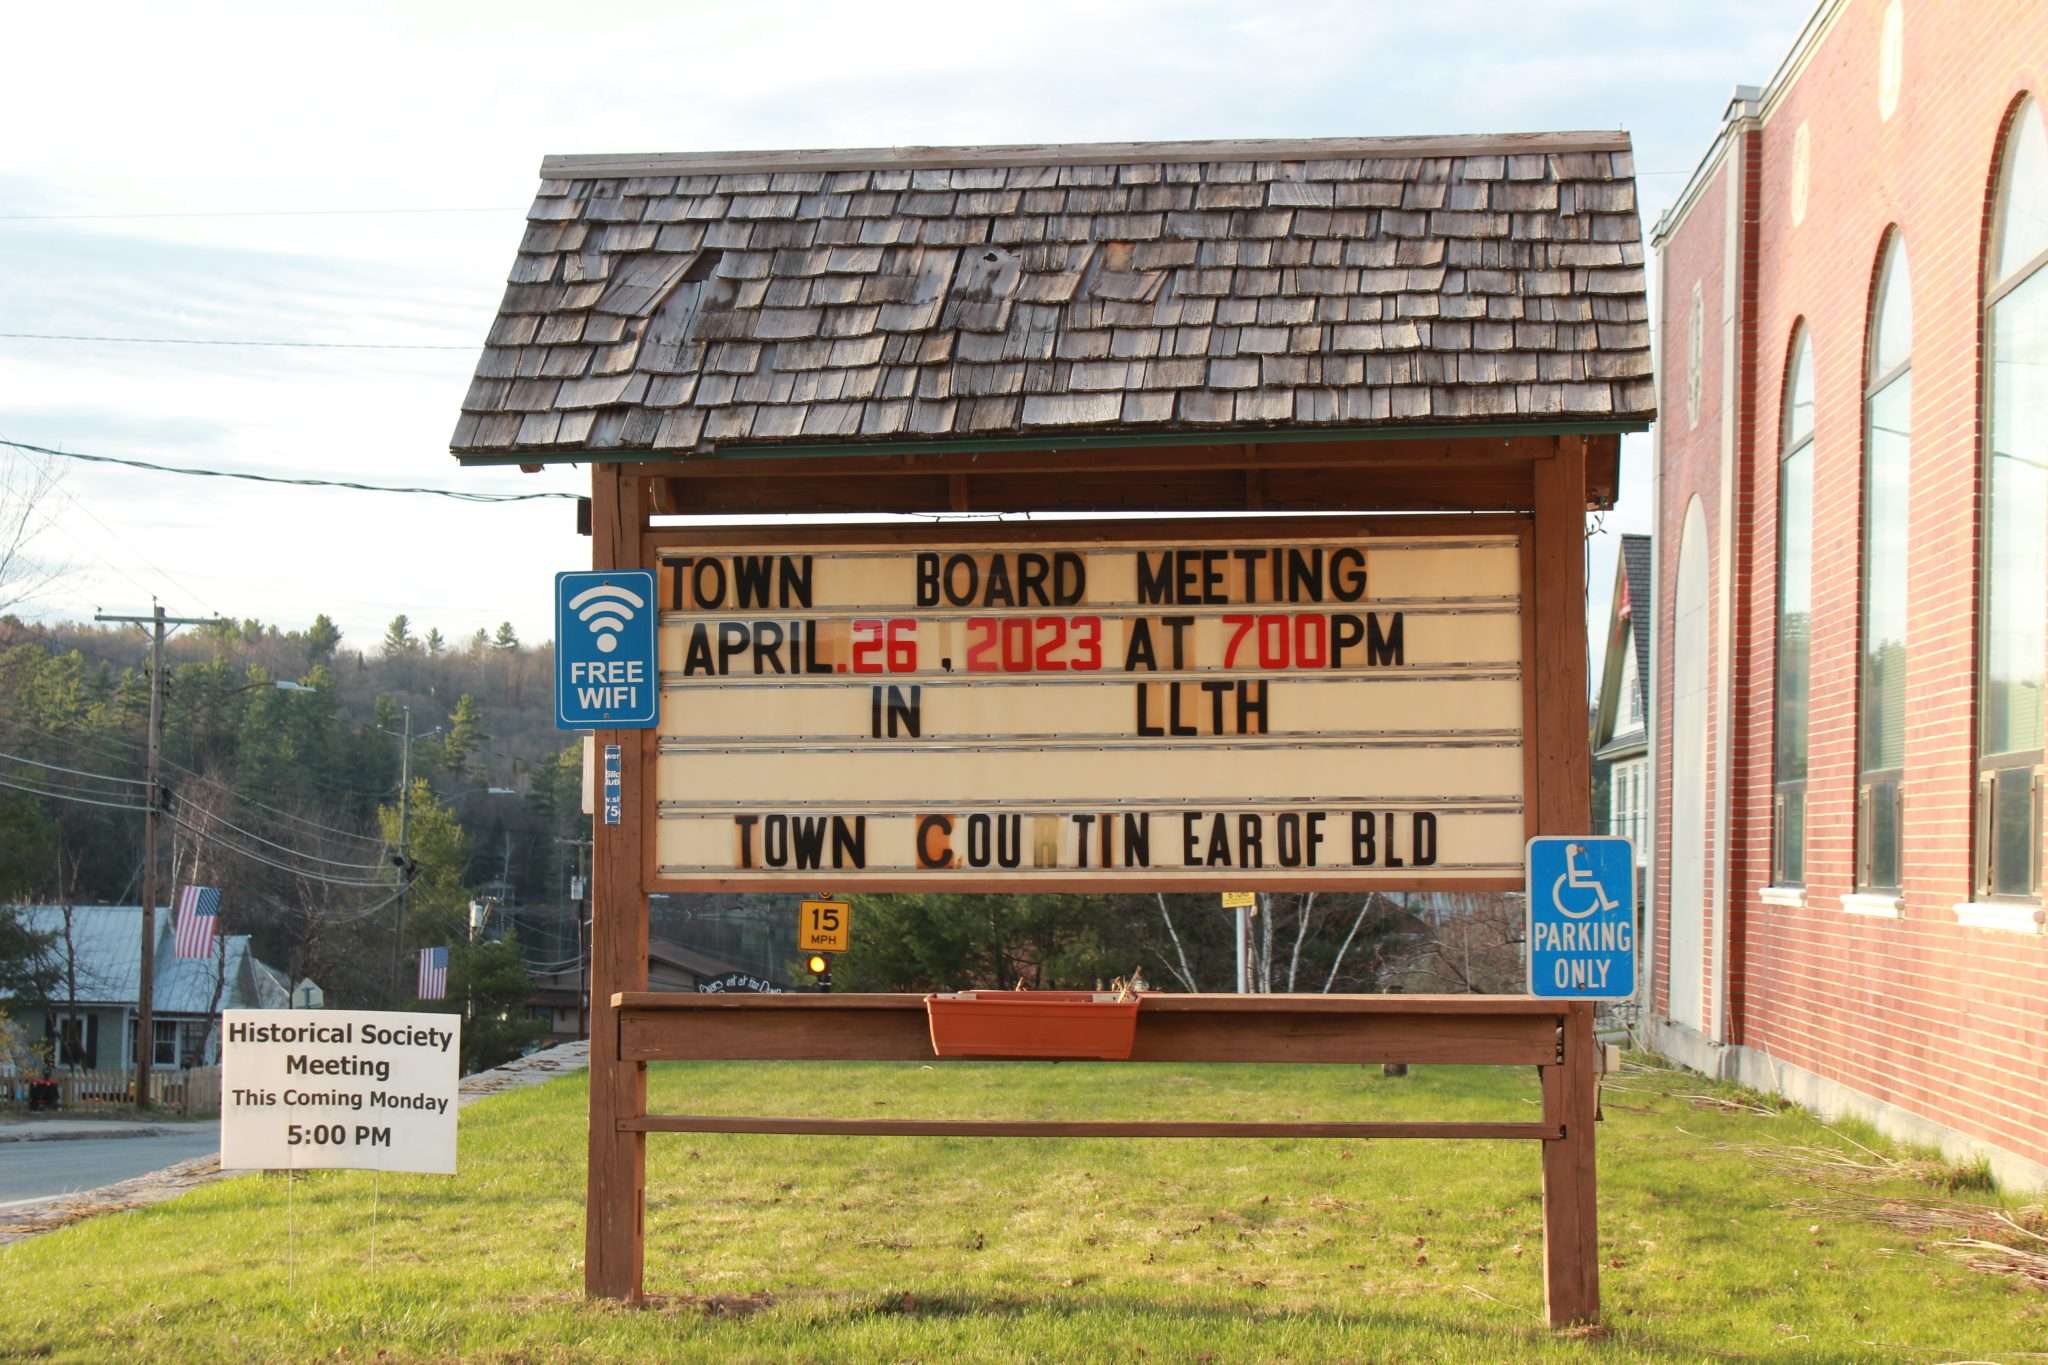 TOWN BOARD MEETING
APRIL.26 ,2023 AT 700PM
IN LLTH
TOWN C.OU TIN EAR OF BLD
FREE
WIFI
15
MPH
PARKING
ONLY
Historical Society
Meeting
This Coming Monday
5:00 PM